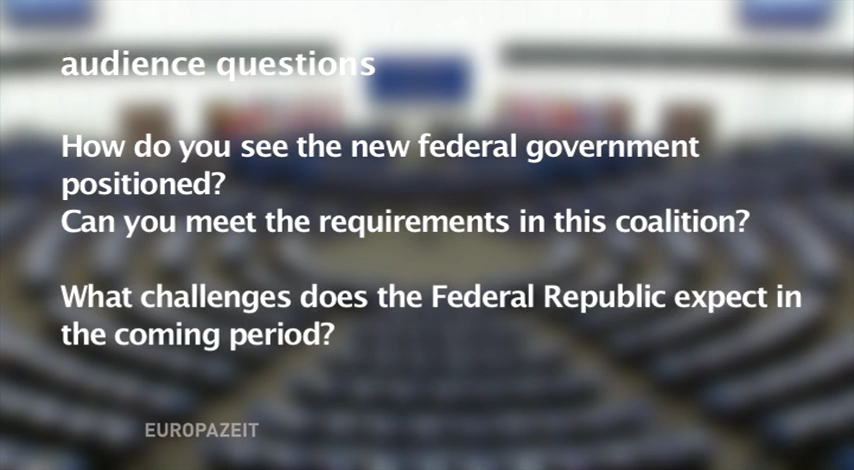 audience questions
How do you see the new federal government
positioned?
Can you meet the requirements in this coalition?
What challenges does the Federal Republic expect in
the coming period?
EUROPAZEIT